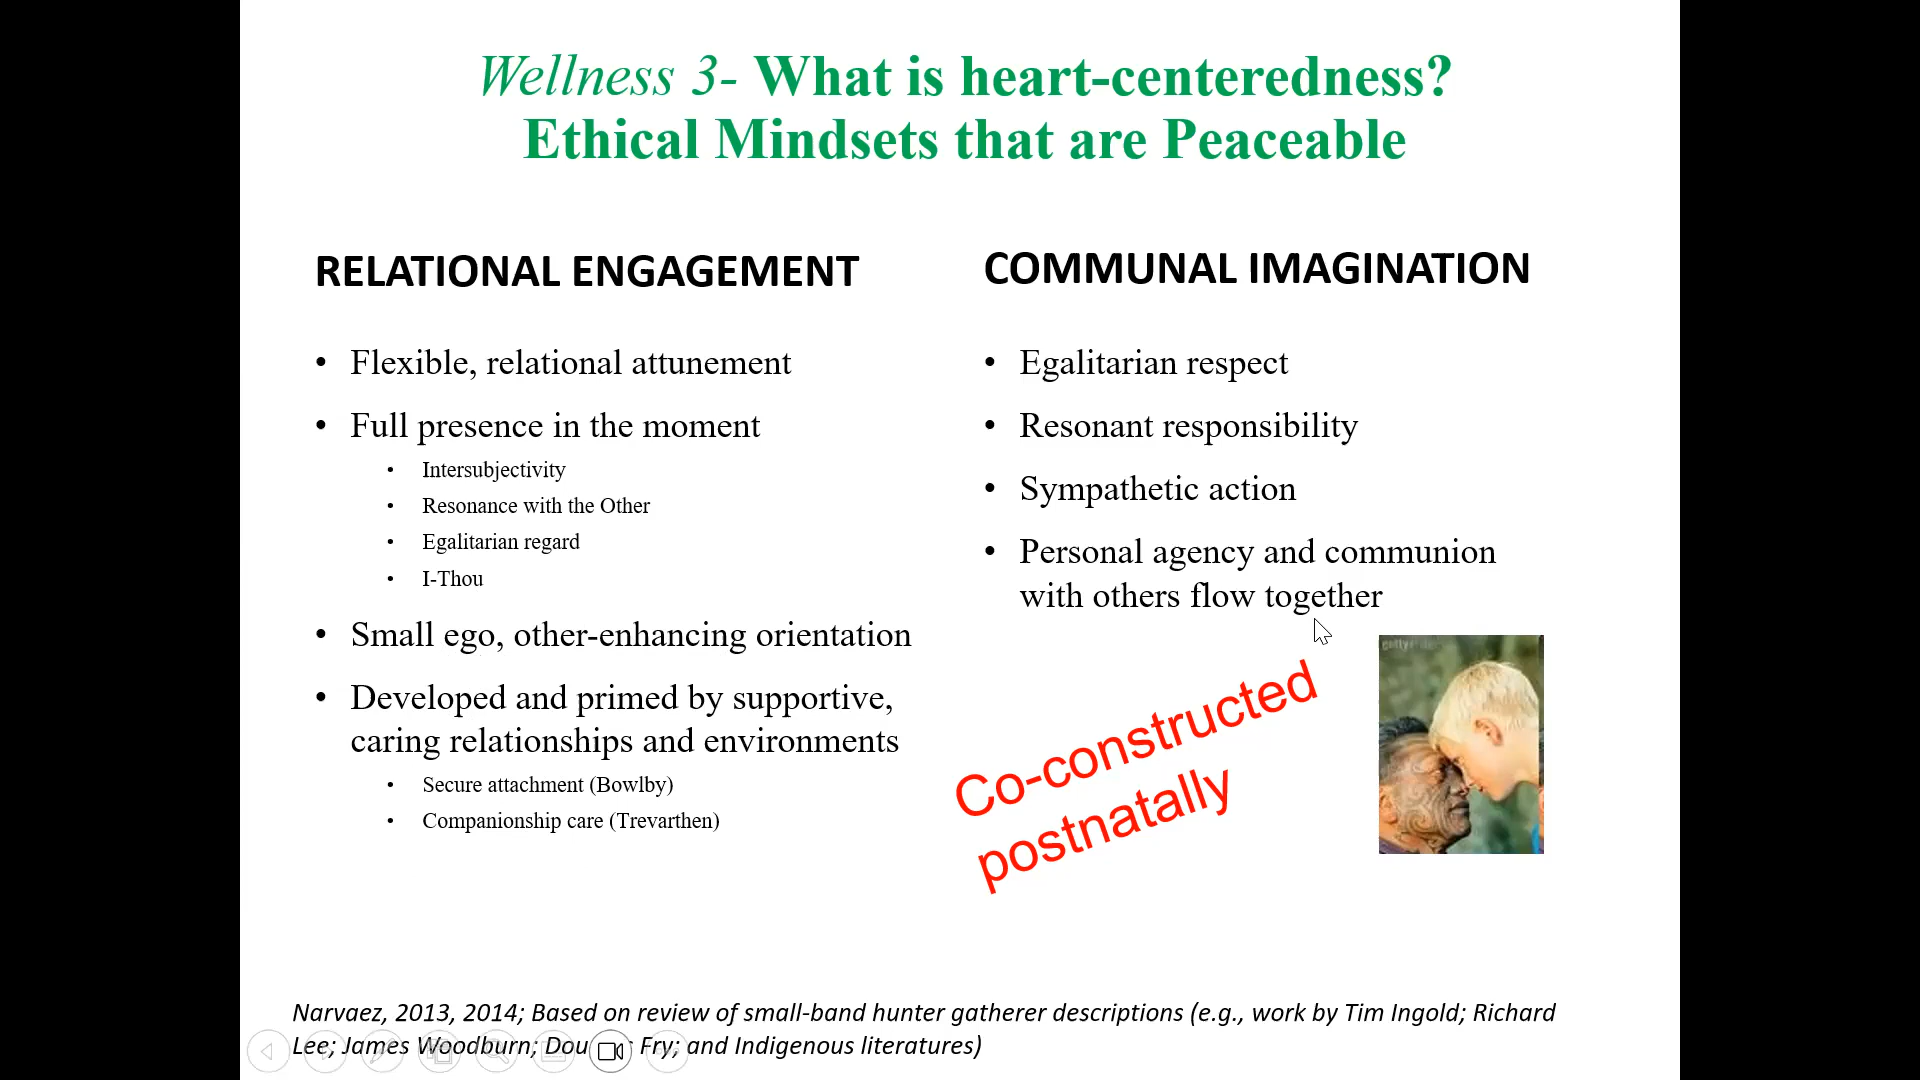 Wellness 3- What is heart-centeredness?
Ethical Mindsets that are Peaceable
RELATIONAL ENGAGEMENT
• Flexible, relational attunement
• Full presence in the moment
• Intersubjectivity
• Resonance with the Other
• Egalitarian regard
• I-Thou
• Small ego, other-enhancing orientation
• Developed and primed by supportive,
caring relationships and environments
• Secure attachment (Bowlby)
• Companionship care (Trevarthen)
COMMUNAL IMAGINATION
• Egalitarian respect
• Resonant responsibility
• Sympathetic action
• Personal agency and communion
with others flow together
Co-constructed
postnatally
Narvaez, 2013, 2014; Based on review of small-band hunter gatherer descriptions (e.g., work by Tim Ingold; Richard
Lee; James Woodburn; Fry; and Indigenous literatures)